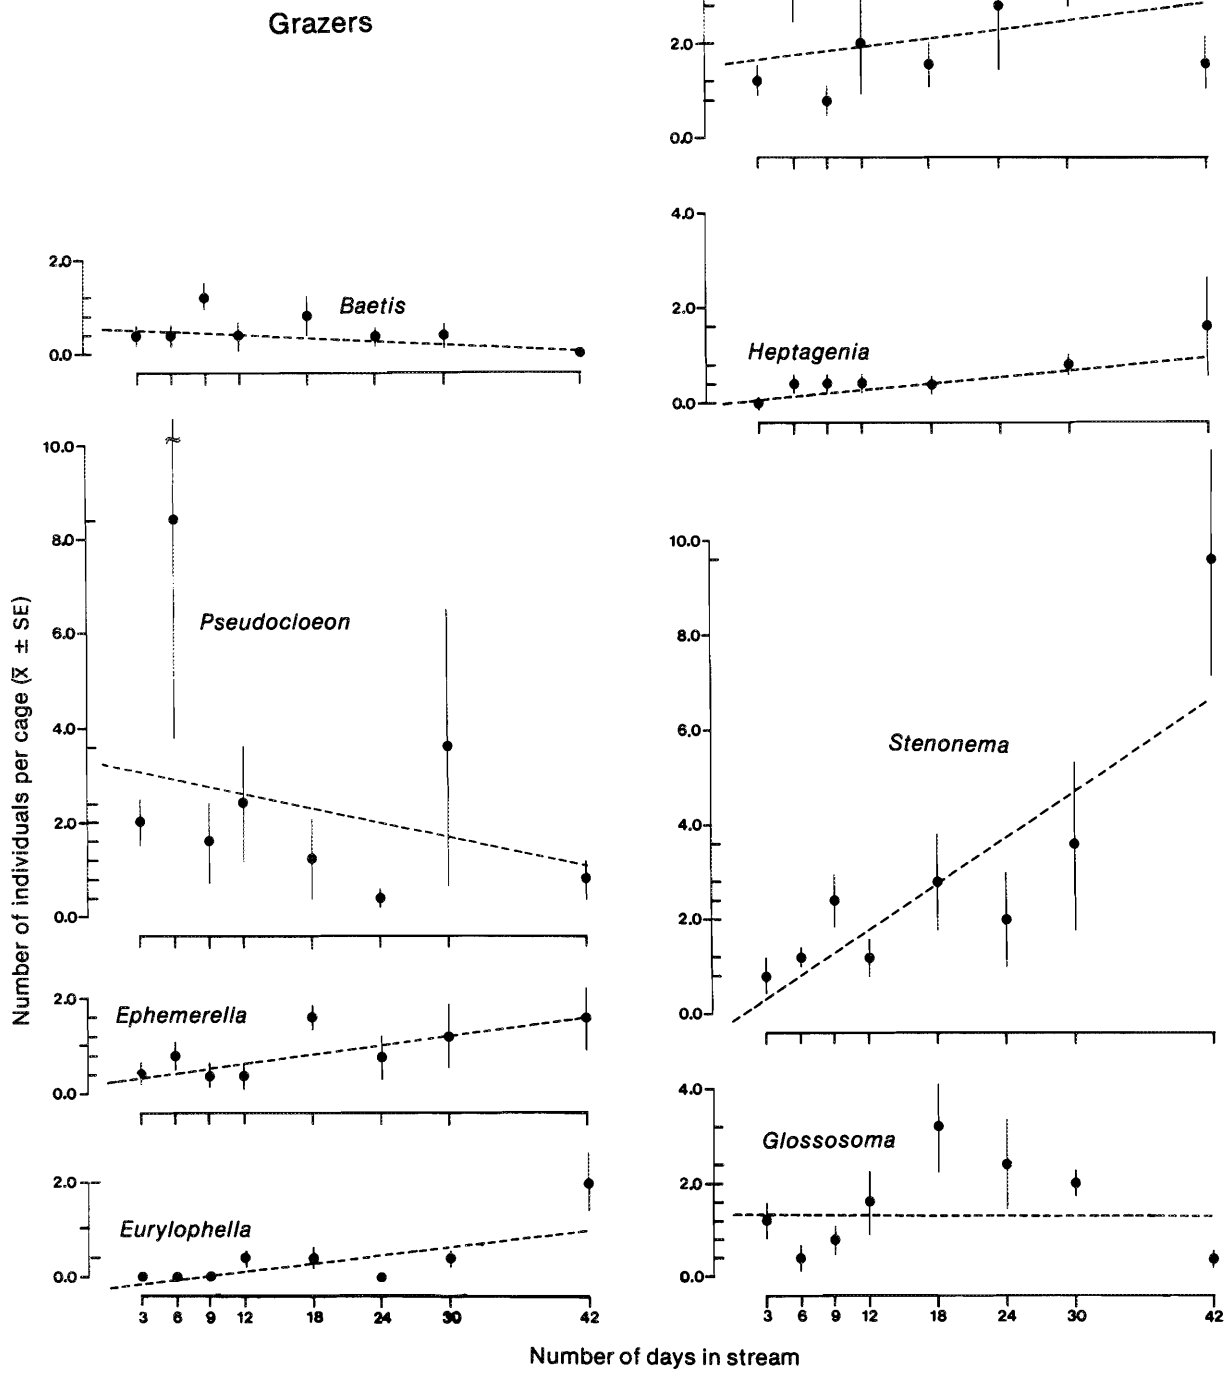 Grazers
2.0
0.0
Baetis
10.0
8.0
6.0
4.0
2.0
0.0
Pseudocloeon
2.0
0.0
Ephemerella
2.0
0.0
Eurylophella
3 6 9 12 18 24 30 42
2.0
0.0
4.0
2.0
0.0
Heptagenia
10.0
8.0
6.0
4.0
2.0
0.0
Stenonema
4.0
2.0
0.0
Glossosoma
3 6 9 12 18 24 30 42
Number of individuals per cage (x̄ ± SE)
Number of days in stream